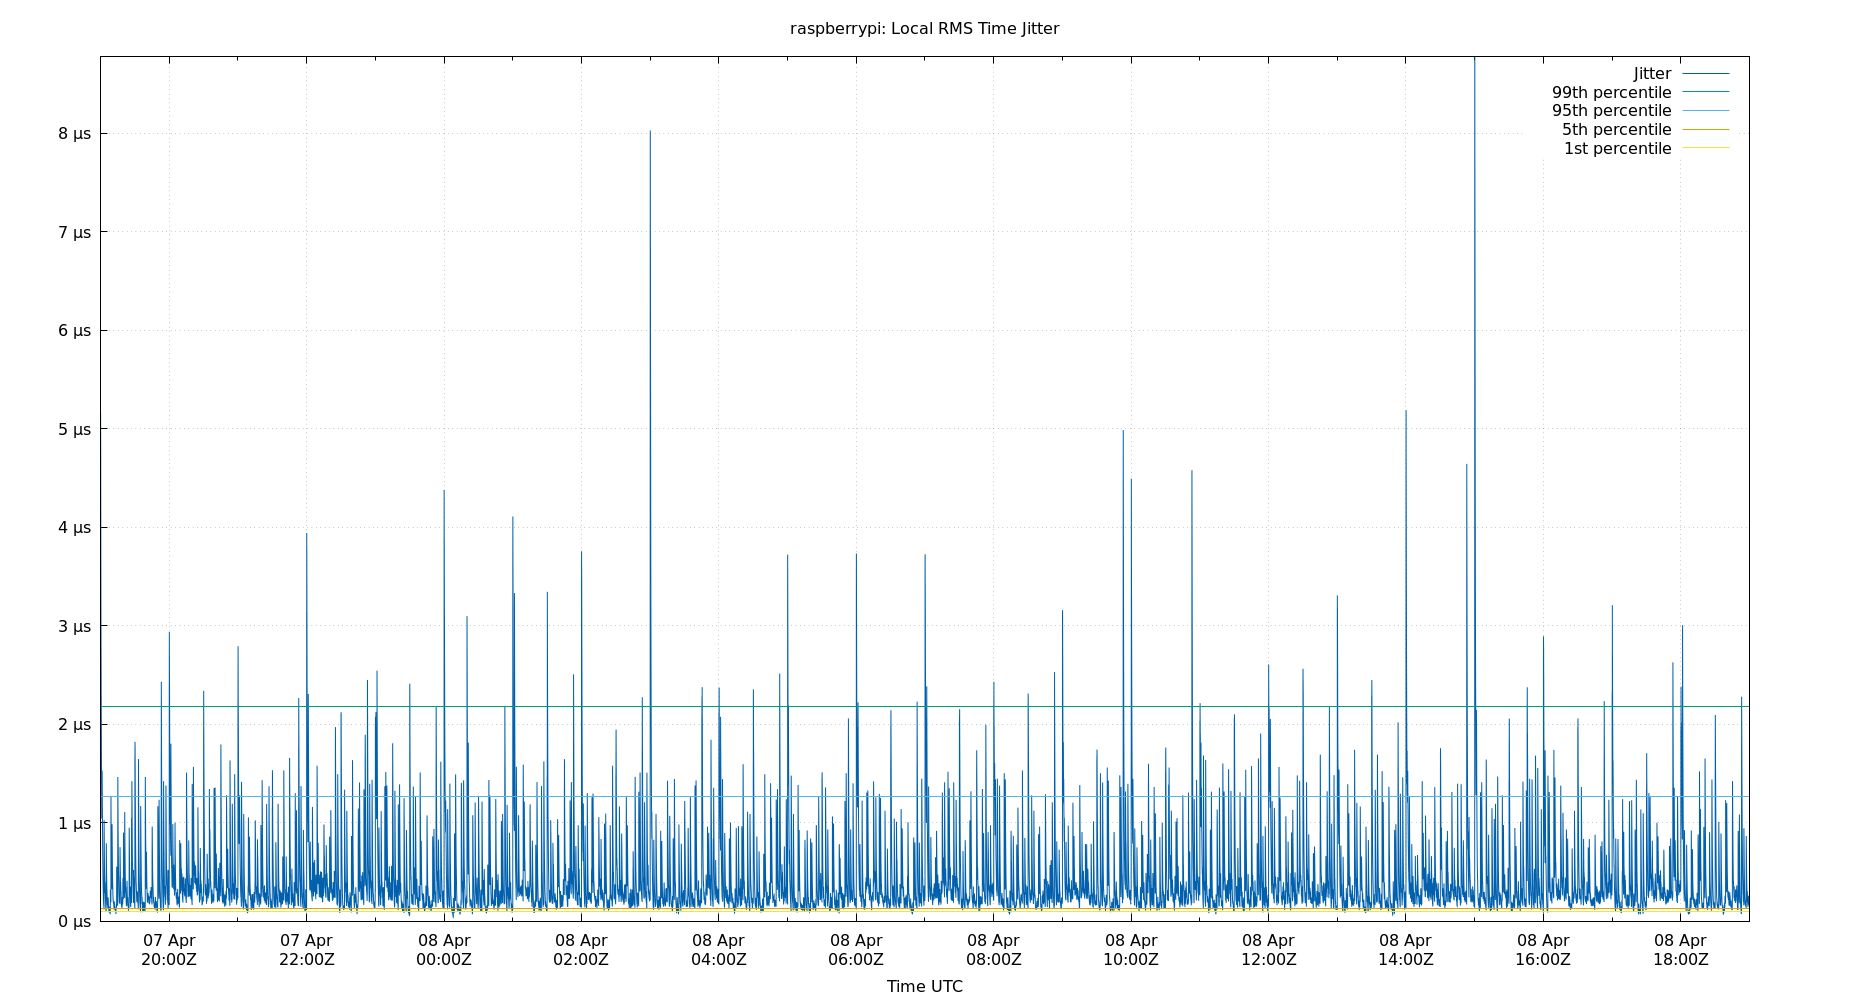 raspberrypi: Local RMS Time Jitter
Jitter
99th percentile
95th percentile
5th percentile
1st percentile
8 µs
7 µs
6 µs
5 µs
4 µs
3 µs
2 µs
1 µs
0 µs
07 Apr 07 Apr 08 Apr 08 Apr 08 Apr 08 Apr 08 Apr 08 Apr 08 Apr 08 Apr 08 Apr 08 Apr
20:00Z 22:00Z 00:00Z 02:00Z 04:00Z 06:00Z 08:00Z 10:00Z 12:00Z 14:00Z 16:00Z 18:00Z
Time UTC